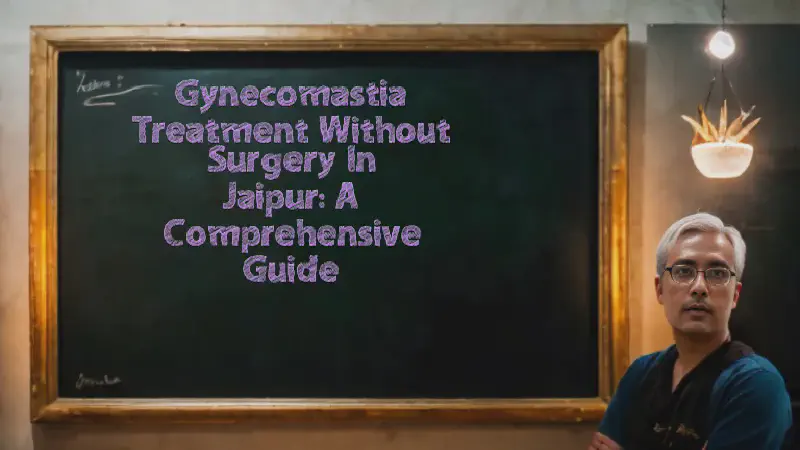 Gynecomastia
Treatment Without
Surgery In
Jaipur: A
Comprehensive
Guide